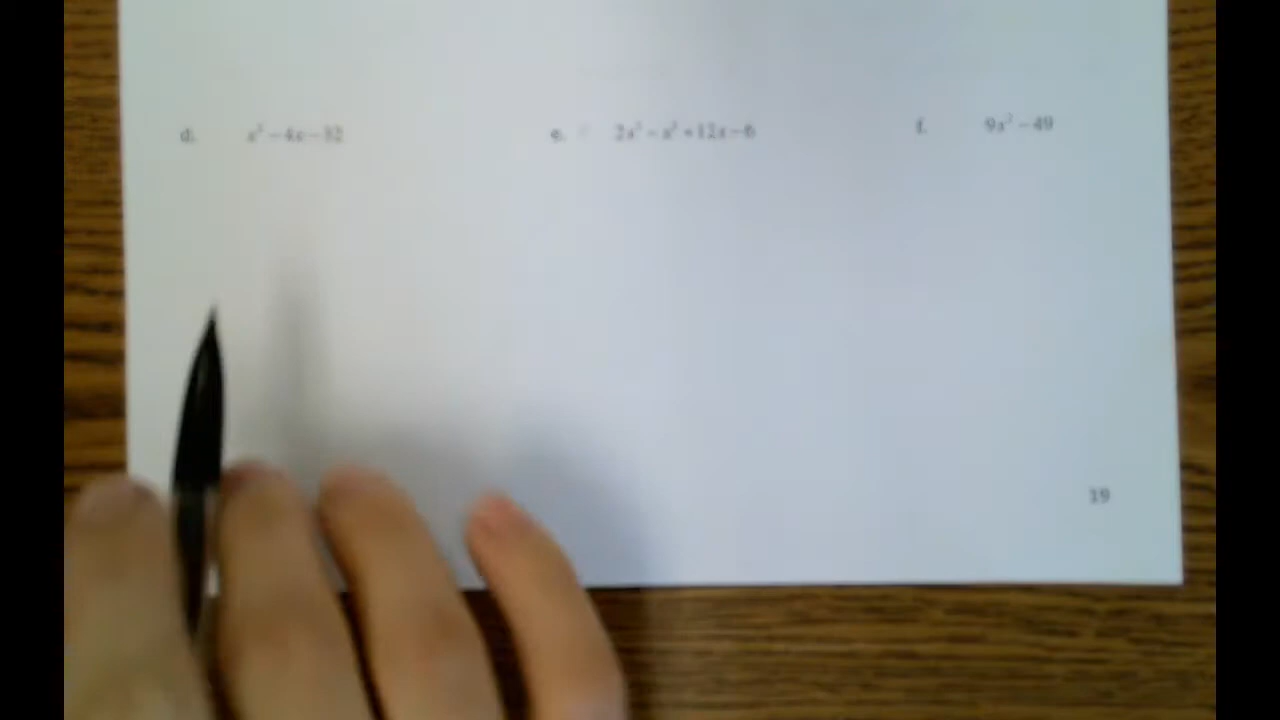 d. x² – 4x – 32
e. 2x³ – x² + 12x – 6
f. 9x² – 49
19